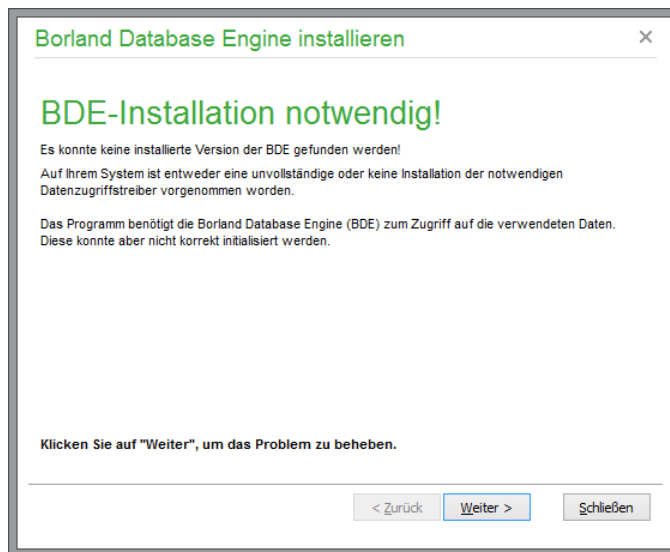 Borland Database Engine installieren
BDE-Installation notwendig!
Es konnte keine installierte Version der BDE gefunden werden!
Auf Ihrem System ist entweder eine unvollständige oder keine Installation der notwendigen
Datenzugriffstreiber vorgenommen worden.
Das Programm benötigt die Borland Database Engine (BDE) zum Zugriff auf die verwendeten Daten.
Diese konnte aber nicht korrekt initialisiert werden.
Klicken Sie auf "Weiter", um das Problem zu beheben.
< Zurück Weiter > Schließen